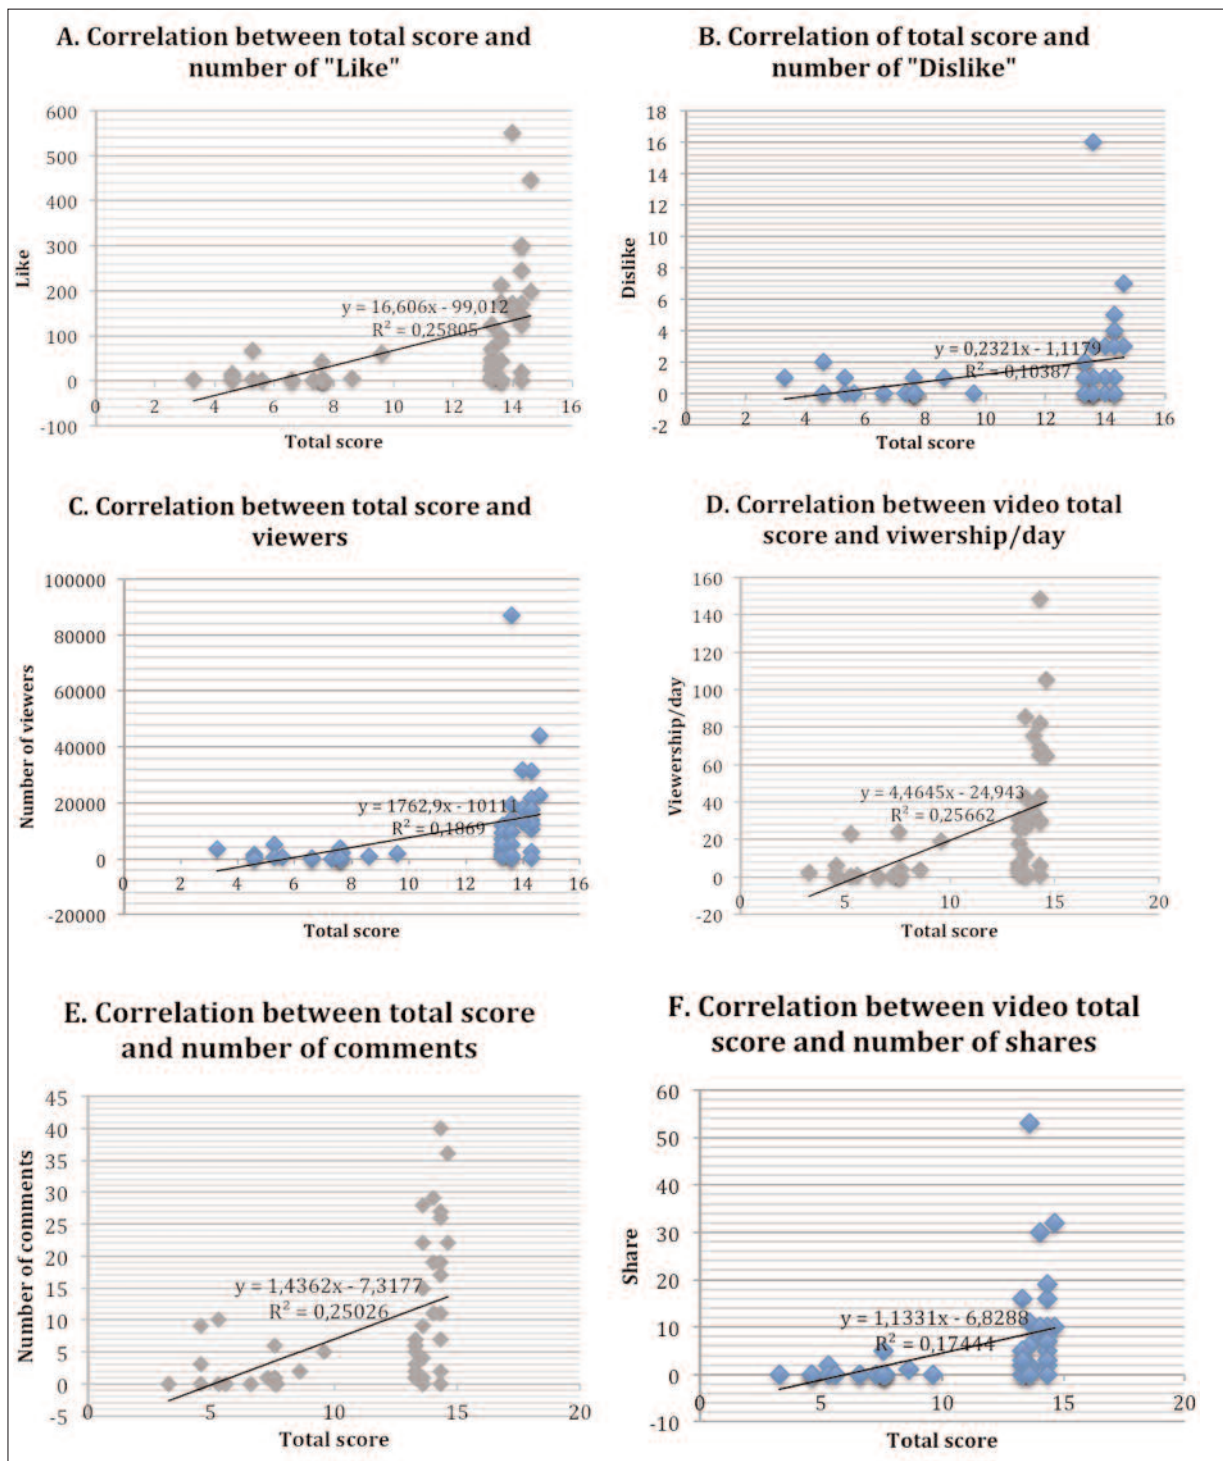 A. Correlation between total score and
number of "Like"
600
500
400
300
200
100
0
-100
0
2
4
6
8
10
12
14
16
Like
y = 16,606x - 99,012
R² = 0,25805
Total score
B. Correlation of total score and
number of "Dislike"
18
16
14
12
10
8
6
4
2
0
-2
0
2
4
6
8
10
12
14
16
Dislike
y = 0,2321x - 1,1179
R² = 0,10387
Total score
C. Correlation between total score and
viewers
100000
80000
60000
40000
20000
0
-20000
0
2
4
6
8
10
12
14
16
Number of viewers
y = 1762,9x - 10111
R² = 0,1869
Total score
D. Correlation between video total
score and viwership/day
160
140
120
100
80
60
40
20
0
-20
0
5
10
15
20
Viewership/day
y = 4,4645x - 24,943
R² = 0,25662
Total score
E. Correlation between total score
and number of comments
45
40
35
30
25
20
15
10
5
0
-5
0
5
10
15
20
Number of comments
y = 1,4362x - 7,3177
R² = 0,25026
Total score
F. Correlation between video total
score and number of shares
60
50
40
30
20
10
0
-10
0
5
10
15
20
Share
y = 1,1331x - 6,8288
R² = 0,17444
Total score